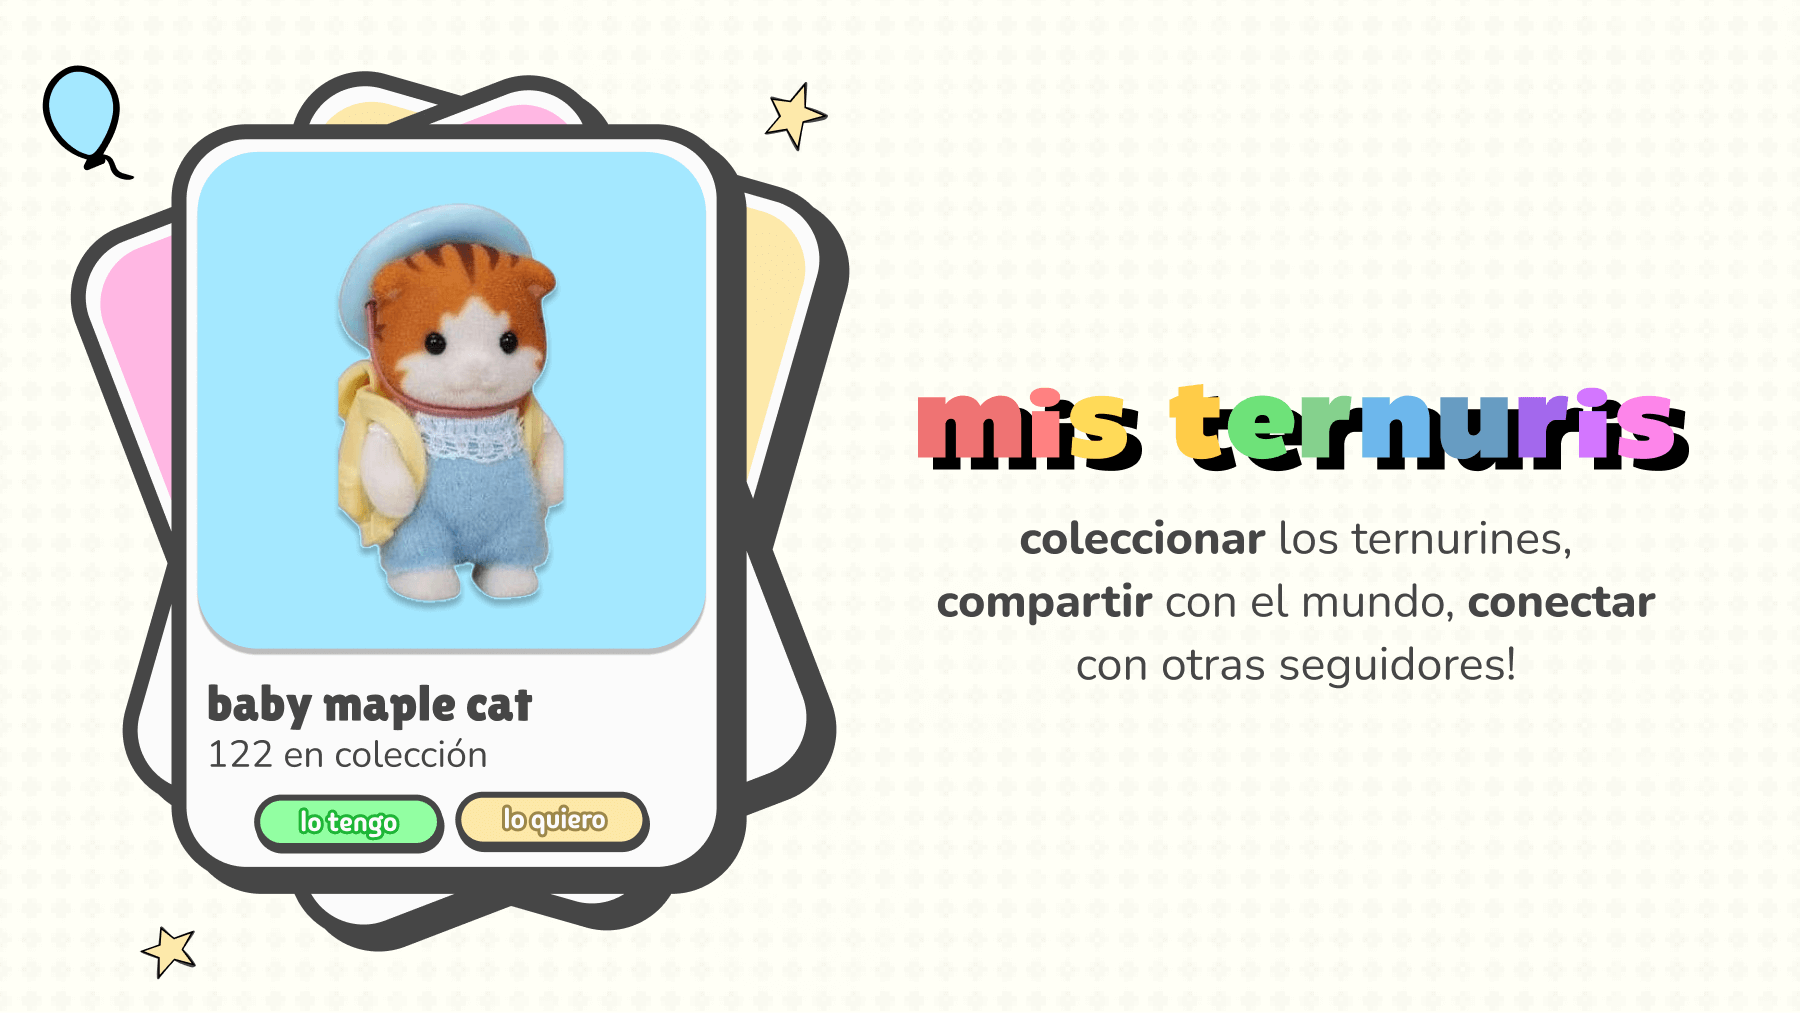 baby maple cat
122 en colección
lo tengo
lo quiero
mis ternuris
coleccionar los ternurines,
compartir con el mundo, conectar
con otras seguidores!